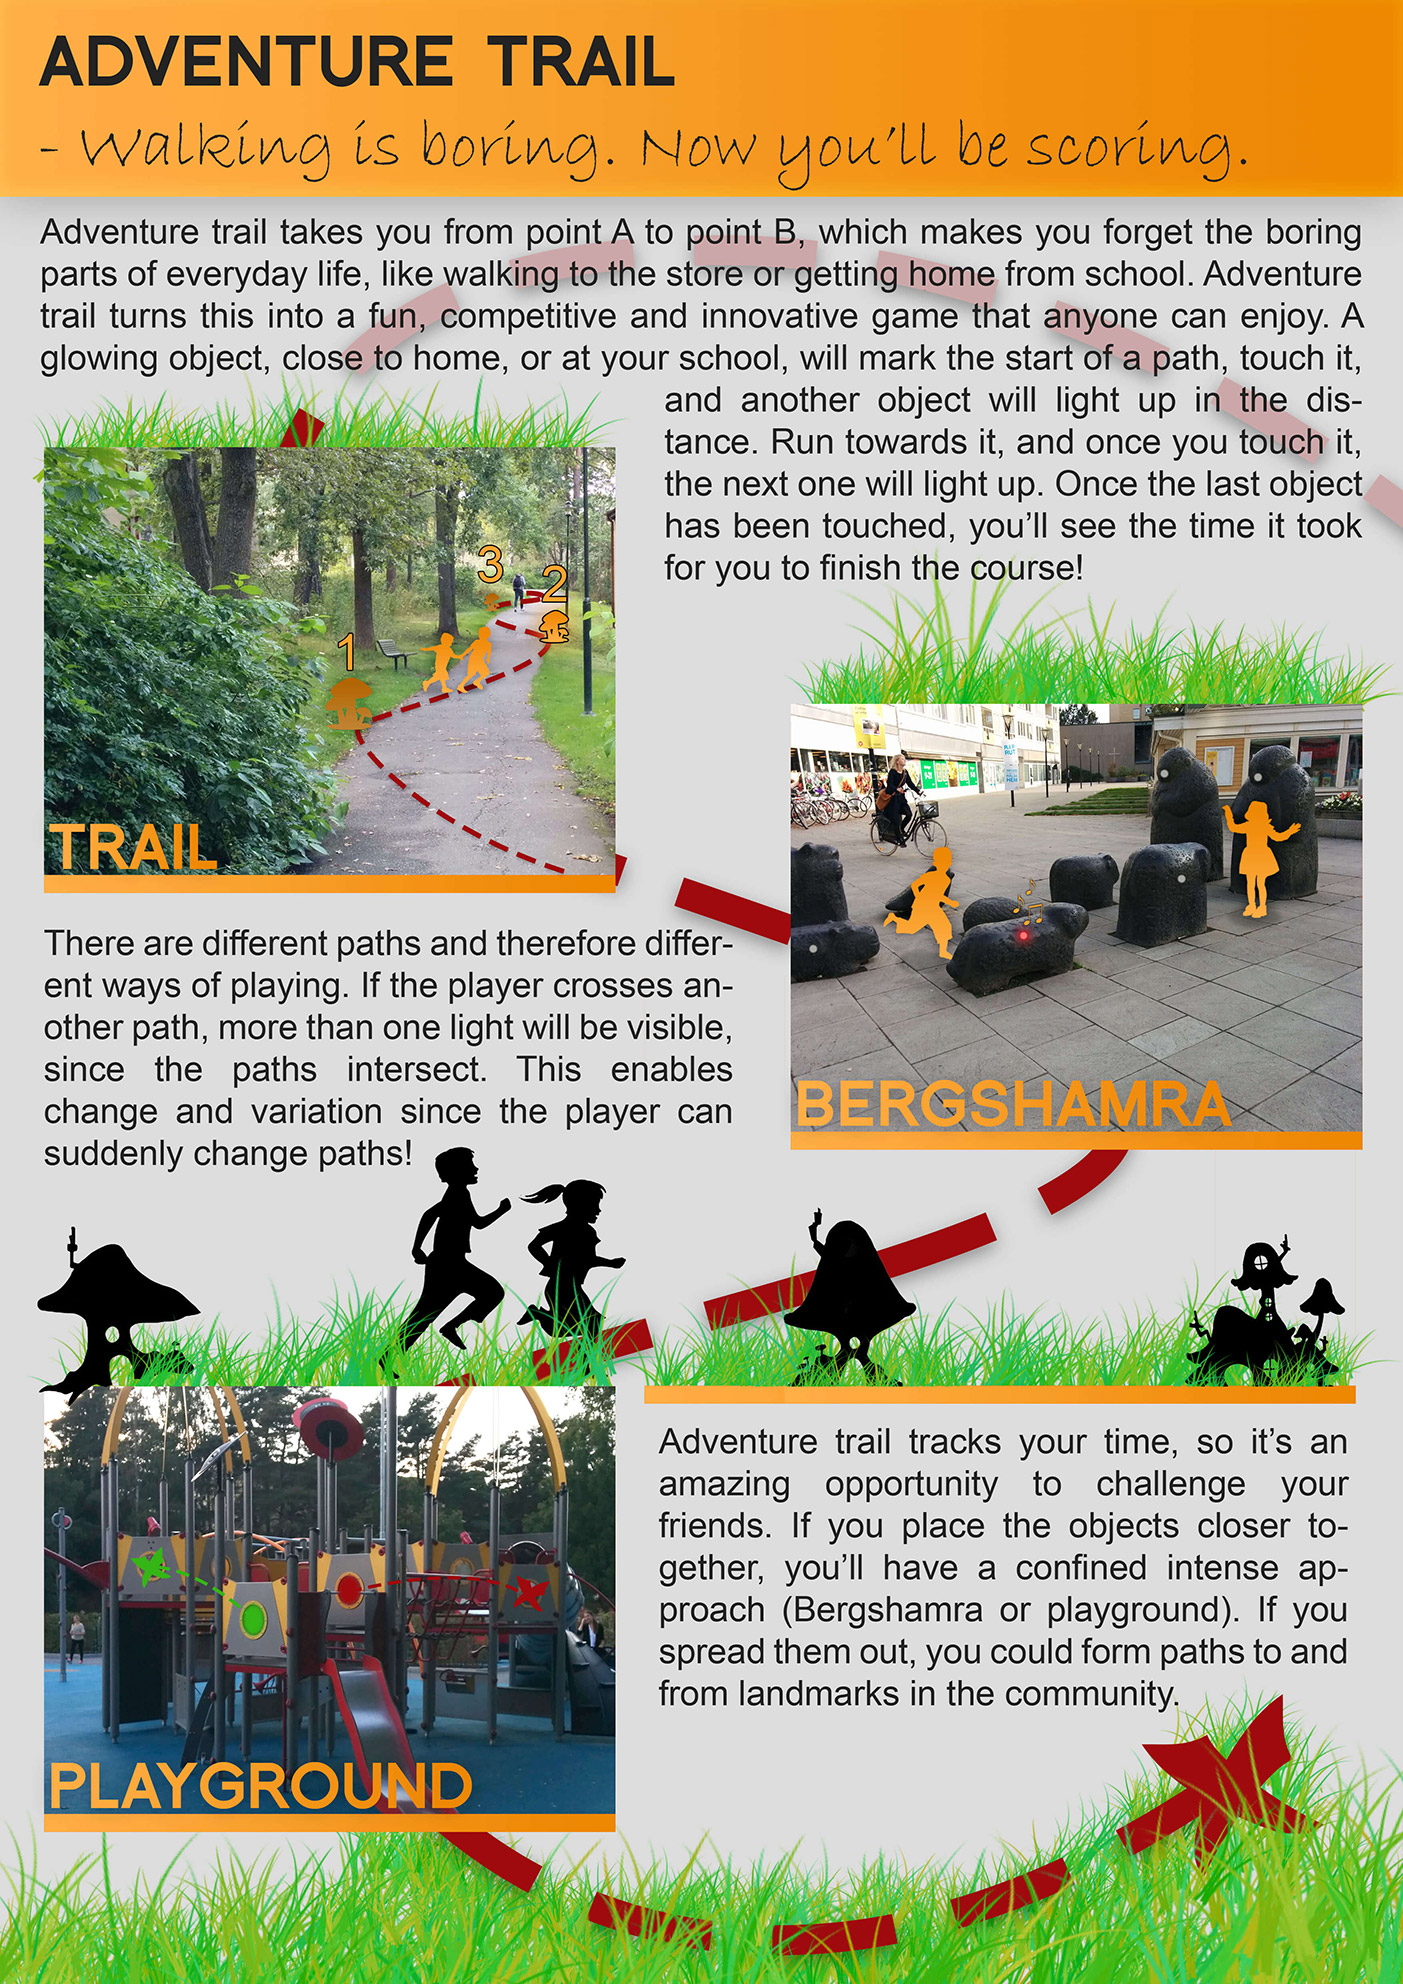 ADVENTURE TRAIL
- Walking is boring. Now you'll be scoring.
Adventure trail takes you from point A to point B, which makes you forget the boring
parts of everyday life, like walking to the store or getting home from school. Adventure
trail turns this into a fun, competitive and innovative game that anyone can enjoy. A
glowing object, close to home, or at your school, will mark the start of a path, touch it,
and another object will light up in the dis-
tance. Run towards it, and once you touch it,
the next one will light up. Once the last object
has been touched, you'll see the time it took
for you to finish the course!
3
2
1
TRAIL
BERGSHAMRA
There are different paths and therefore differ-
ent ways of playing. If the player crosses an-
other path, more than one light will be visible,
since the paths intersect. This enables
change and variation since the player can
suddenly change paths!
PLAYGROUND
Adventure trail tracks your time, so it's an
amazing opportunity to challenge your
friends. If you place the objects closer to-
gether, you'll have a confined intense ap-
proach (Bergshamra or playground). If you
spread them out, you could form paths to and
from landmarks in the community.